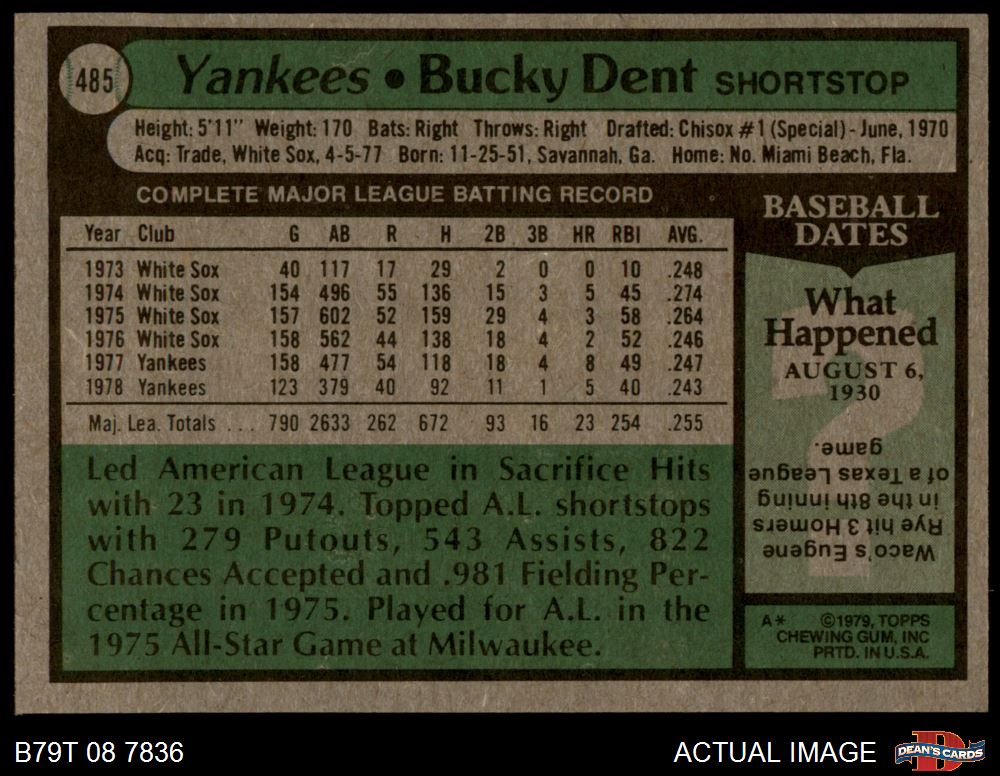 485
Yankees • Bucky Dent SHORTSTOP
Height: 5'11" Weight: 170 Bats: Right Throws: Right Drafted: Chisox #1 (Special) - June, 1970
Acq: Trade, White Sox, 4-5-77 Born: 11-25-51, Savannah, Ga. Home: No. Miami Beach, Fla.
COMPLETE MAJOR LEAGUE BATTING RECORD
Year Club G AB R H 2B 3B HR RBI AVG.
1973 White Sox 40 117 17 29 2 0 0 10 .248
1974 White Sox 154 496 55 136 15 3 5 45 .274
1975 White Sox 157 602 52 159 29 4 3 58 .264
1976 White Sox 158 562 44 138 18 4 2 52 .246
1977 Yankees 158 477 54 118 18 4 8 49 .247
1978 Yankees 123 379 40 92 11 1 5 40 .243
Maj. Lea. Totals ... 790 2633 262 672 93 16 23 254 .255
Led American League in Sacrifice Hits
with 23 in 1974. Topped A.L. shortstops
with 279 Putouts, 543 Assists, 822
Chances Accepted and .981 Fielding Per-
centage in 1975. Played for A.L. in the
1975 All-Star Game at Milwaukee.
BASEBALL
DATES
What
Happened
AUGUST 6,
1930
Waco's Eugene
Rye hit 3 Homers
in the 8th inning
of a Texas League
game.
A* ©1979, TOPPS
CHEWING GUM, INC
PRTD. IN U.S.A.
B79T 08 7836
ACTUAL IMAGE
D
DEAN'S CARDS